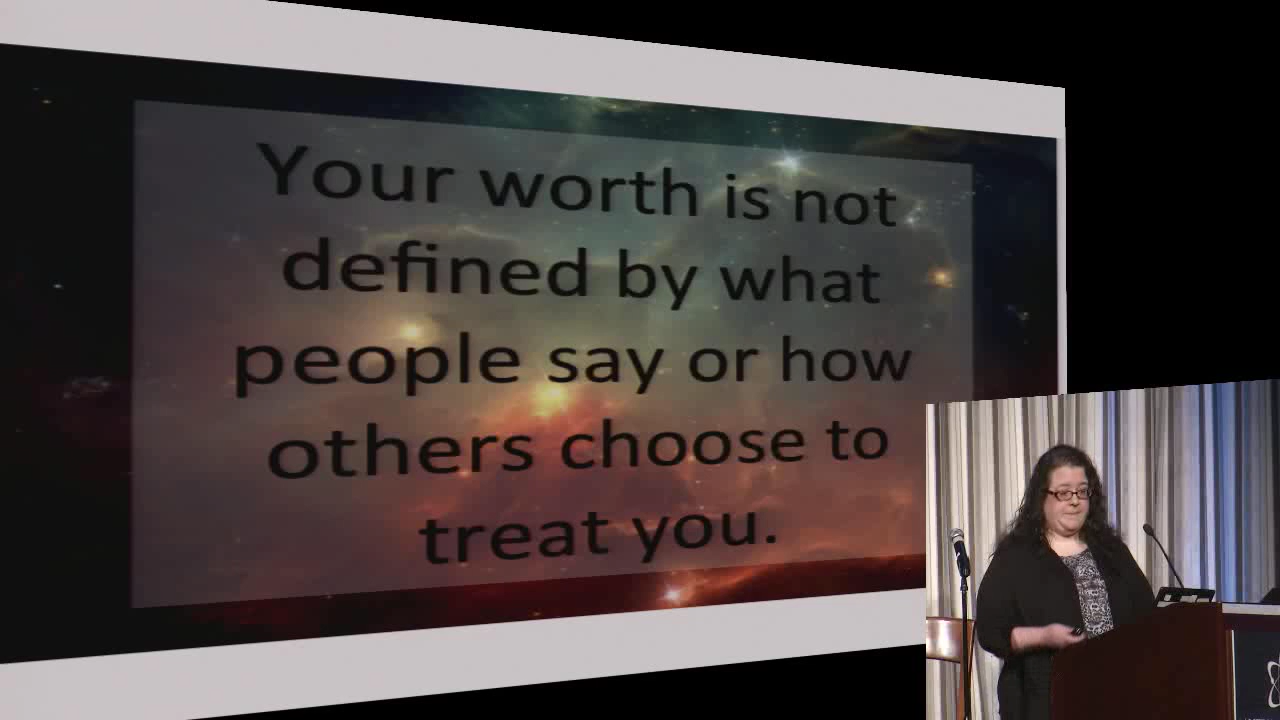 Your worth is not
defined by what
people say or how
others choose to
treat you.